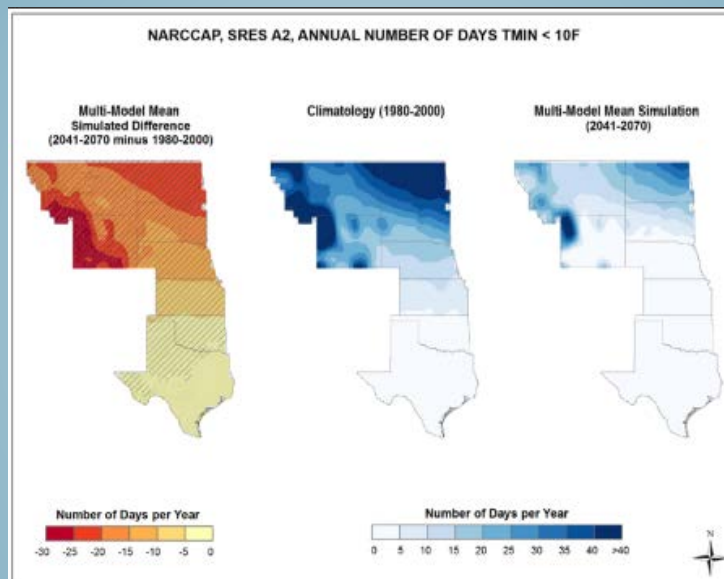 NARCCAP, SRES A2, ANNUAL NUMBER OF DAYS TMIN < 10F
Multi-Model Mean
Simulated Difference
(2041-2070 minus 1980-2000)
Climatology (1980-2000)
Multi-Model Mean Simulation
(2041-2070)
Number of Days per Year
-30 -25 -20 -15 -10 -5 0
Number of Days per Year
0 5 10 15 20 25 30 35 40 >40
N